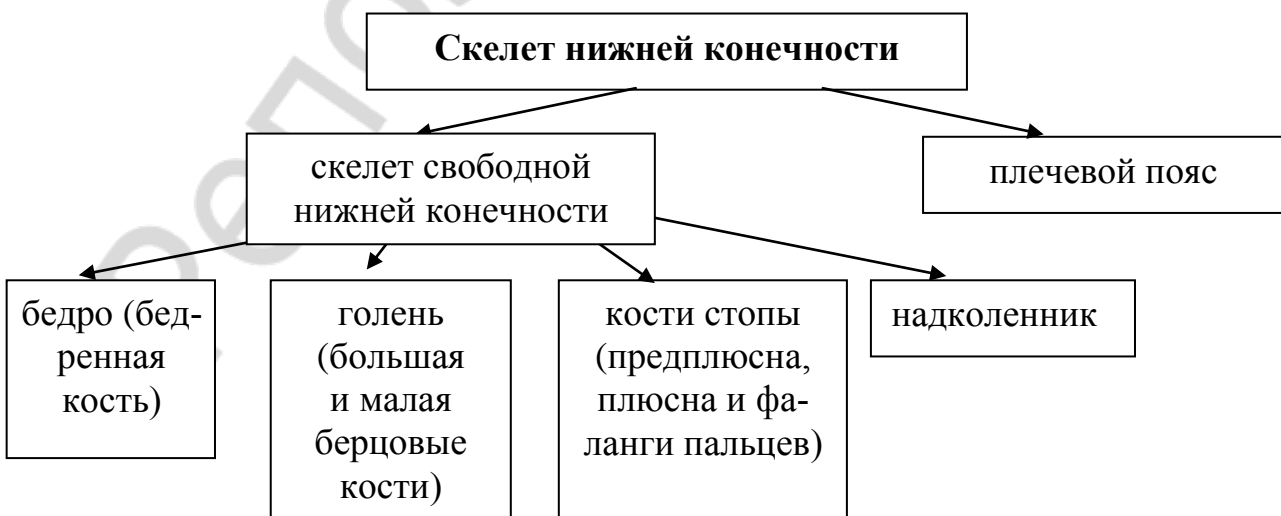 Скелет нижней конечности
скелет свободной
нижней конечности
плечевой пояс
бедро (бед-
ренная
кость)
голень
(большая
и малая
берцовые
кости)
кости стопы
(предплюсна,
плюсна и фа-
ланги пальцев)
надколенник